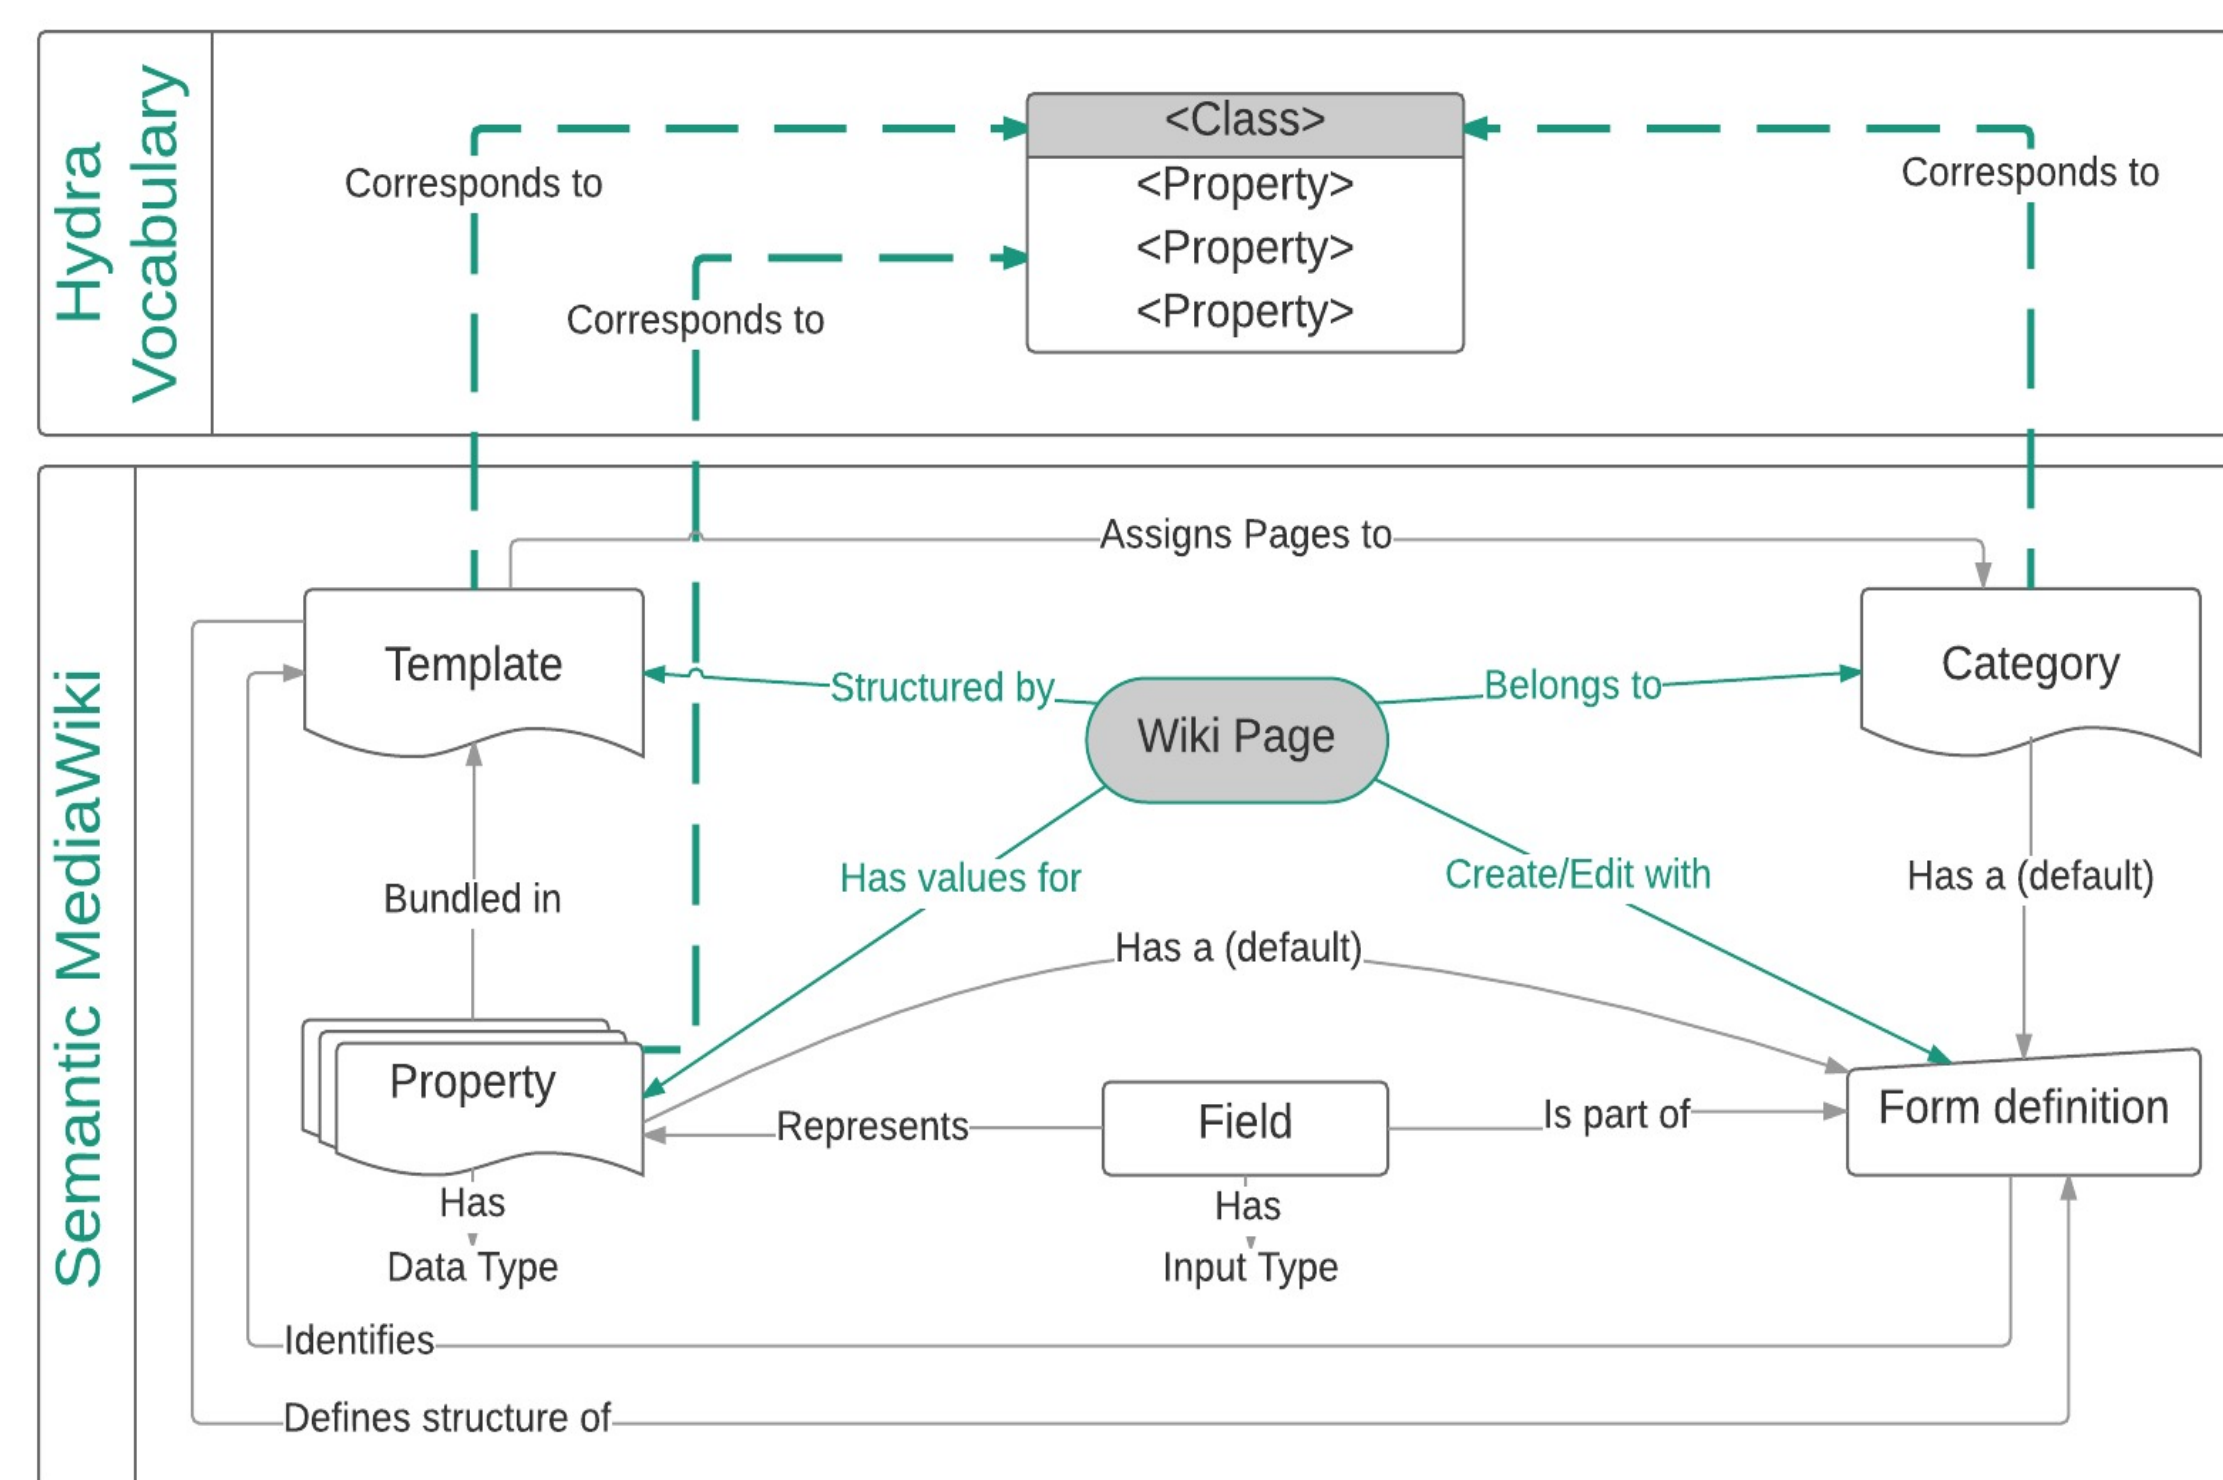 Hydra
Vocabulary
<Class>
<Property>
<Property>
<Property>
Corresponds to
Corresponds to
Corresponds to
Semantic MediaWiki
Assigns Pages to
Template
Structured by
Wiki Page
Belongs to
Category
Bundled in
Has values for
Create/Edit with
Has a (default)
Has a (default)
Property
Represents
Field
Is part of
Form definition
Has
Data Type
Has
Input Type
Identifies
Defines structure of